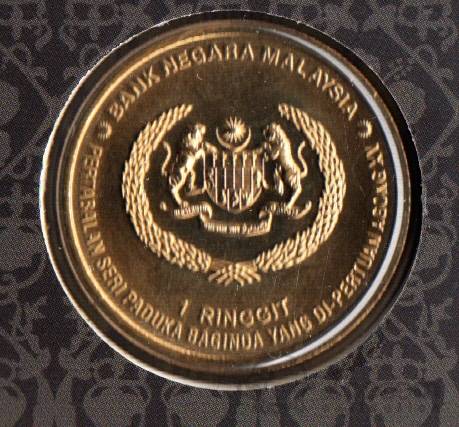 BANK NEGARA MALAYSIA
1 RINGGIT
PERTABALAN SERI PADUKA BAGINDA YANG DI-PERTUAN AGONG